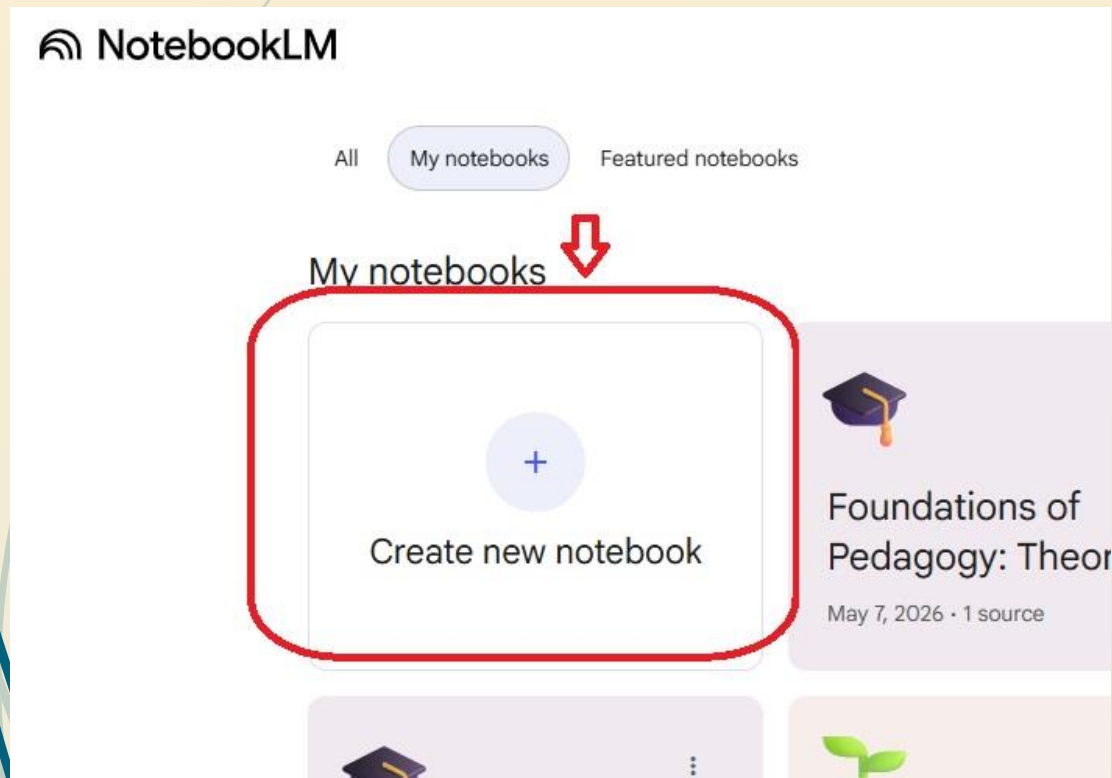 NotebookLM
All My notebooks Featured notebooks
My notebooks
+
Create new notebook
Foundations of
Pedagogy: Theor
May 7, 2026 · 1 source